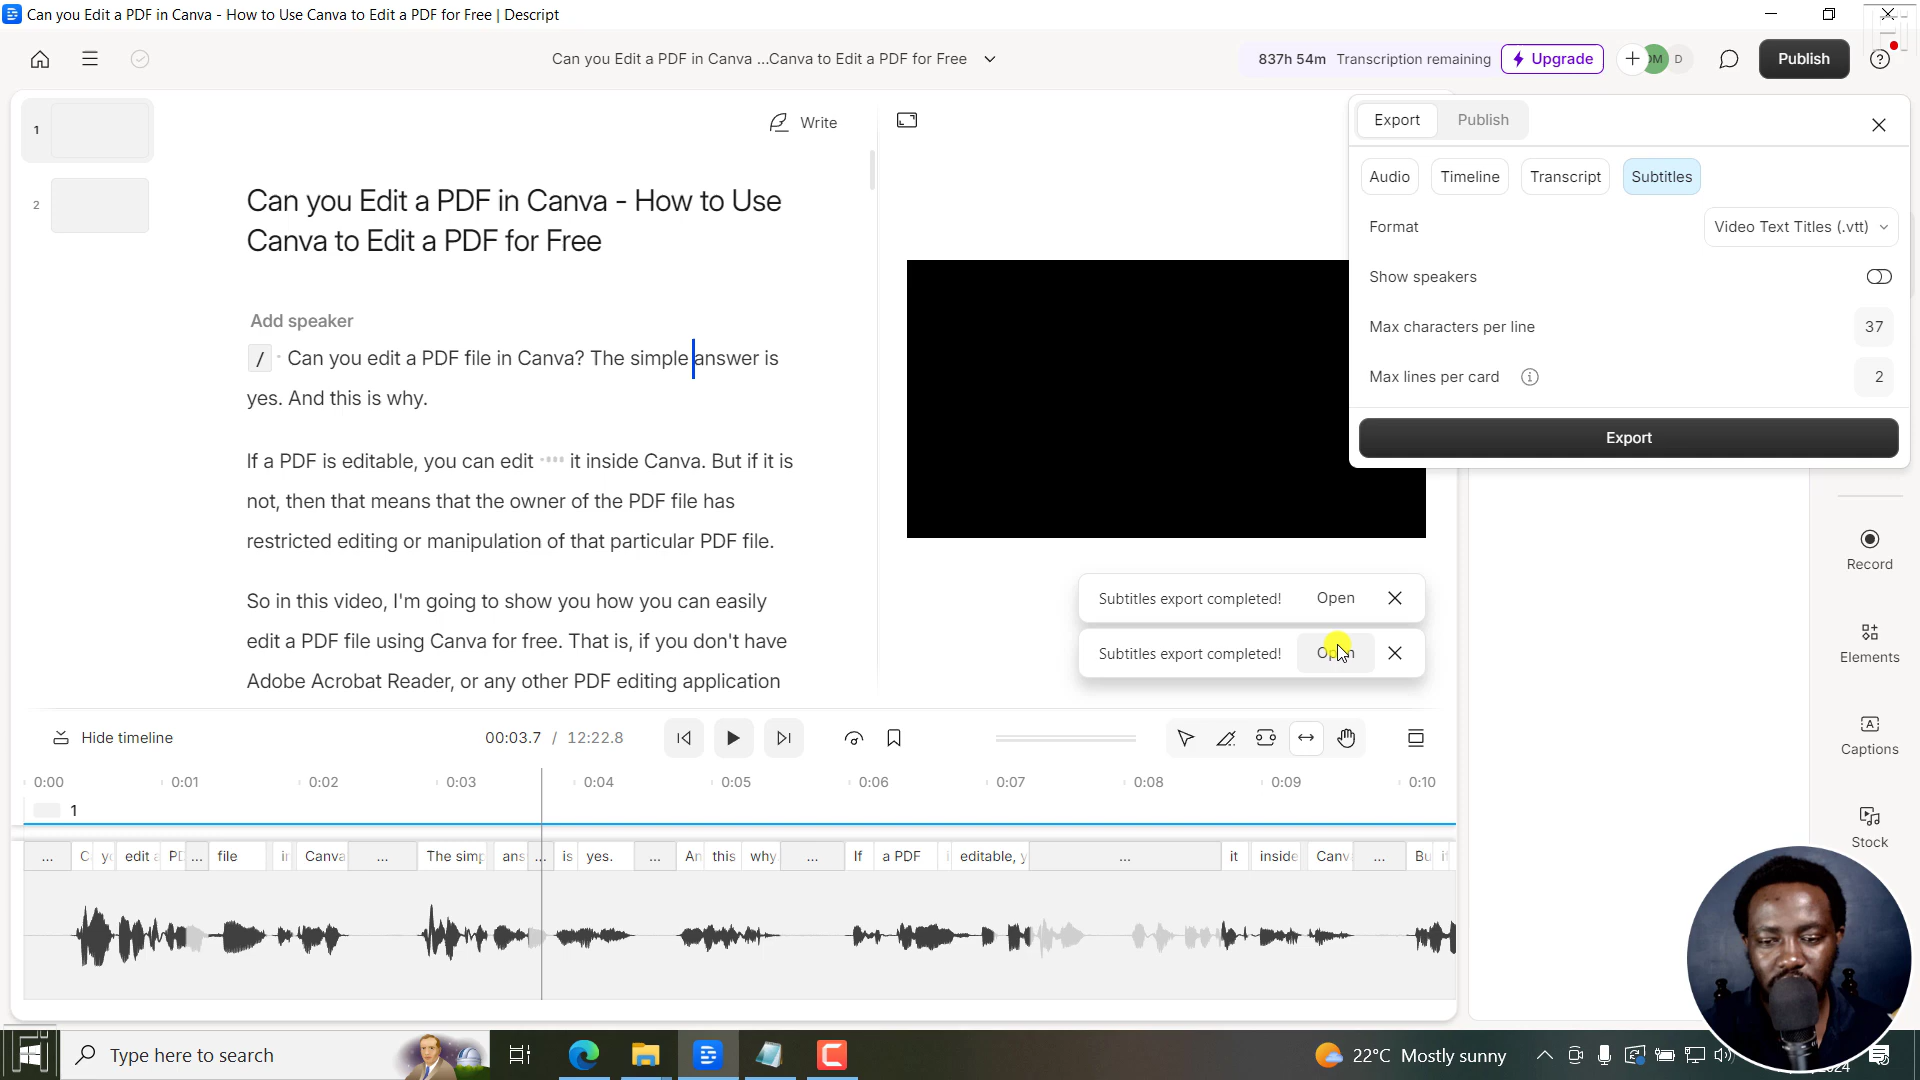 Can you Edit a PDF in Canva - How to Use Canva to Edit a PDF for Free | Descript
Can you Edit a PDF in Canva ...Canva to Edit a PDF for Free
837h 54m Transcription remaining
Upgrade
DM
D
Publish
1
2
Write
Can you Edit a PDF in Canva - How to Use
Canva to Edit a PDF for Free
Add speaker
/ Can you edit a PDF file in Canva? The simple answer is
yes. And this is why.
If a PDF is editable, you can edit it inside Canva. But if it is
not, then that means that the owner of the PDF file has
restricted editing or manipulation of that particular PDF file.
So in this video, I'm going to show you how you can easily
edit a PDF file using Canva for free. That is, if you don't have
Adobe Acrobat Reader, or any other PDF editing application
Export Publish
Audio Timeline Transcript Subtitles
Format Video Text Titles (.vtt)
Show speakers
Max characters per line 37
Max lines per card 2
Export
Subtitles export completed! Open
Subtitles export completed! Open
Record
Elements
Captions
Stock
Hide timeline
00:03.7 / 12:22.8
0:00 0:01 0:02 0:03 0:04 0:05 0:06 0:07 0:08 0:09 0:10
1
... edit ... file Canva ... The simp ans ... is yes. ... An this why ... If a PDF editable, y ... it inside Canv ... Bu
Type here to search
22°C Mostly sunny